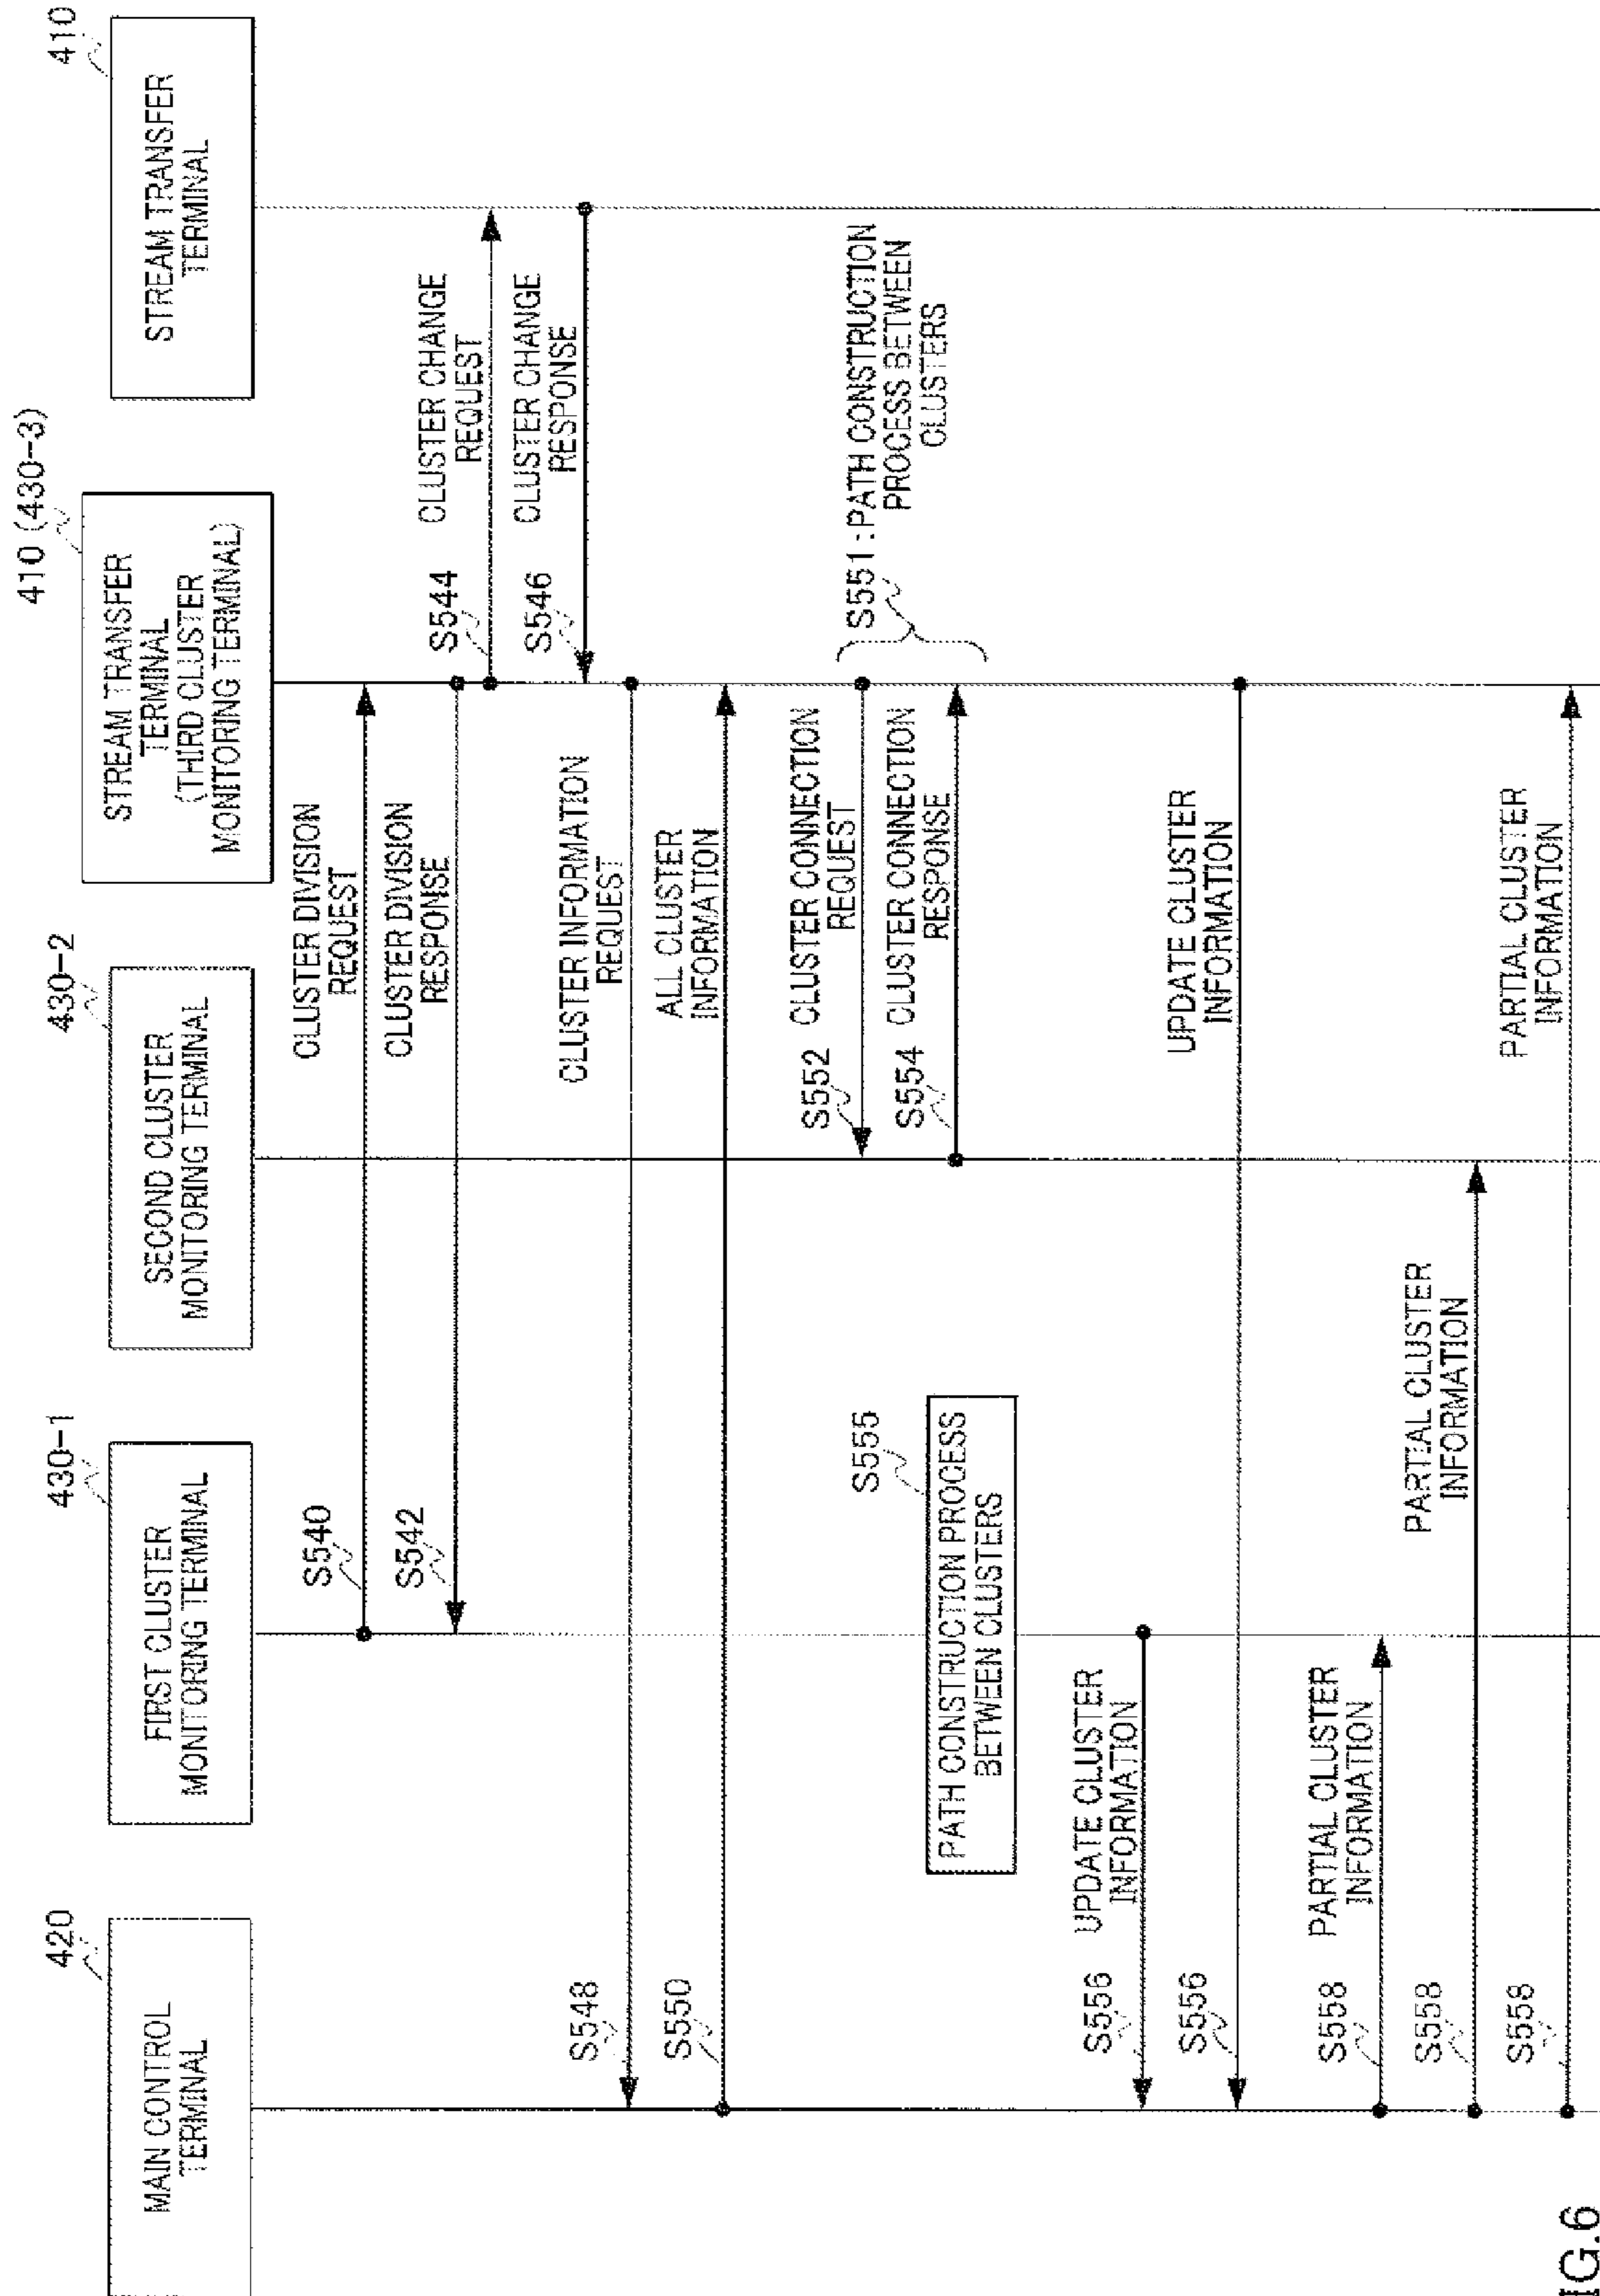 420
MAIN CONTROL
TERMINAL
430-1
FIRST CLUSTER
MONITORING TERMINAL
430-2
SECOND CLUSTER
MONITORING TERMINAL
410 (430-3)
STREAM TRANSFER
TERMINAL
(THIRD CLUSTER
MONITORING TERMINAL)
410
STREAM TRANSFER
TERMINAL
S540
CLUSTER DIVISION
REQUEST
S542
CLUSTER DIVISION
RESPONSE
S544
CLUSTER CHANGE
REQUEST
S546
CLUSTER CHANGE
RESPONSE
S548
CLUSTER INFORMATION
REQUEST
S550
ALL CLUSTER
INFORMATION
S552
CLUSTER CONNECTION
REQUEST
S554
CLUSTER CONNECTION
RESPONSE
S551 : PATH CONSTRUCTION
PROCESS BETWEEN
CLUSTERS
S555
PATH CONSTRUCTION PROCESS
BETWEEN CLUSTERS
S556
UPDATE CLUSTER
INFORMATION
S556
UPDATE CLUSTER
INFORMATION
S558
PARTIAL CLUSTER
INFORMATION
S558
PARTIAL CLUSTER
INFORMATION
S558
PARTIAL CLUSTER
INFORMATION
IG.6